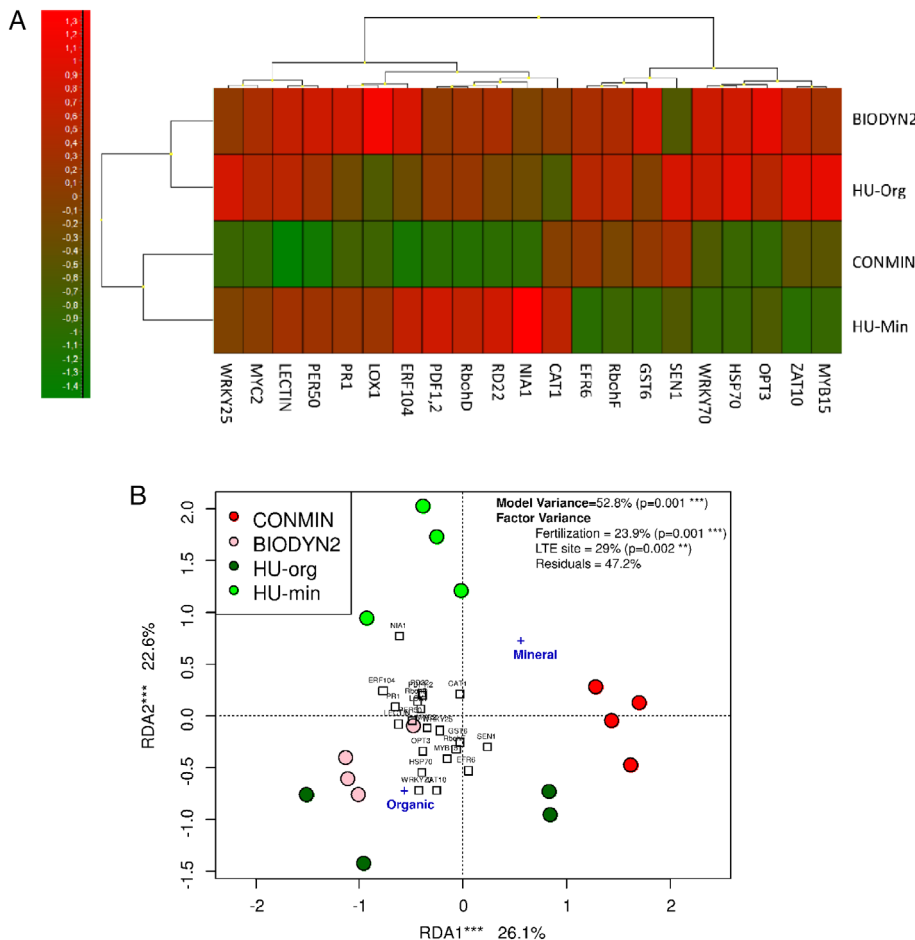 A
1,3
1,2
1,1
1
0,9
0,8
0,7
0,6
0,5
0,4
0,3
0,2
0,1
0
-0,1
-0,2
-0,3
-0,4
-0,5
-0,6
-0,7
-0,8
-0,9
-1
-1,1
-1,2
-1,3
-1,4
BIODYN2
HU-Org
CONMIN
HU-Min
WRKY25
MYC2
LECTIN
PER50
PR1
LOX1
ERF104
PDF1,2
RbohD
RD22
NIA1
CAT1
EFR6
RbohF
GST6
SEN1
WRKY70
HSP70
OPT3
ZAT10
MYB15
B
CONMIN
BIODYN2
HU-org
HU-min
Model Variance=52.8% (p=0.001 ***)
Factor Variance
Fertilization = 23.9% (p=0.001 ***)
LTE site = 29% (p=0.002 **)
Residuals = 47.2%
RDA2*** 22.6%
2.0
1.5
1.0
0.5
0.0
-0.5
-1.0
-1.5
NIA1
Mineral
ERF104
CAT1
PR1
OPT3
GST6
SEN1
HSP70
EFR6
Organic
-2
-1
0
1
2
RDA1*** 26.1%